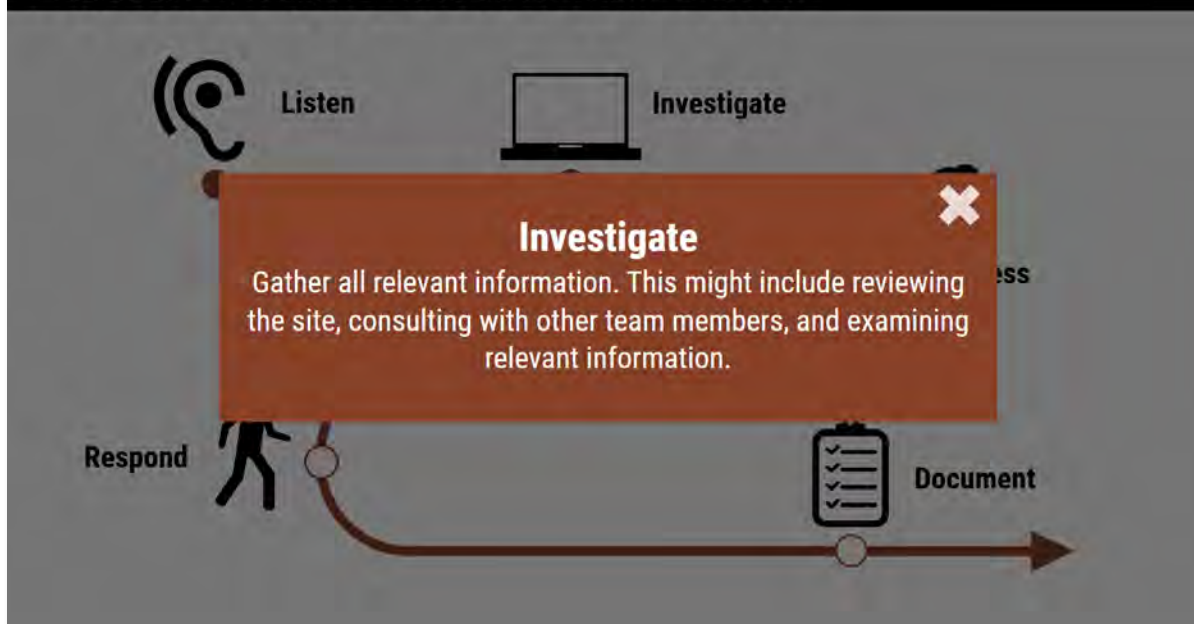 Listen
Investigate
Investigate
Gather all relevant information. This might include reviewing
the site, consulting with other team members, and examining
relevant information.
Respond
Document